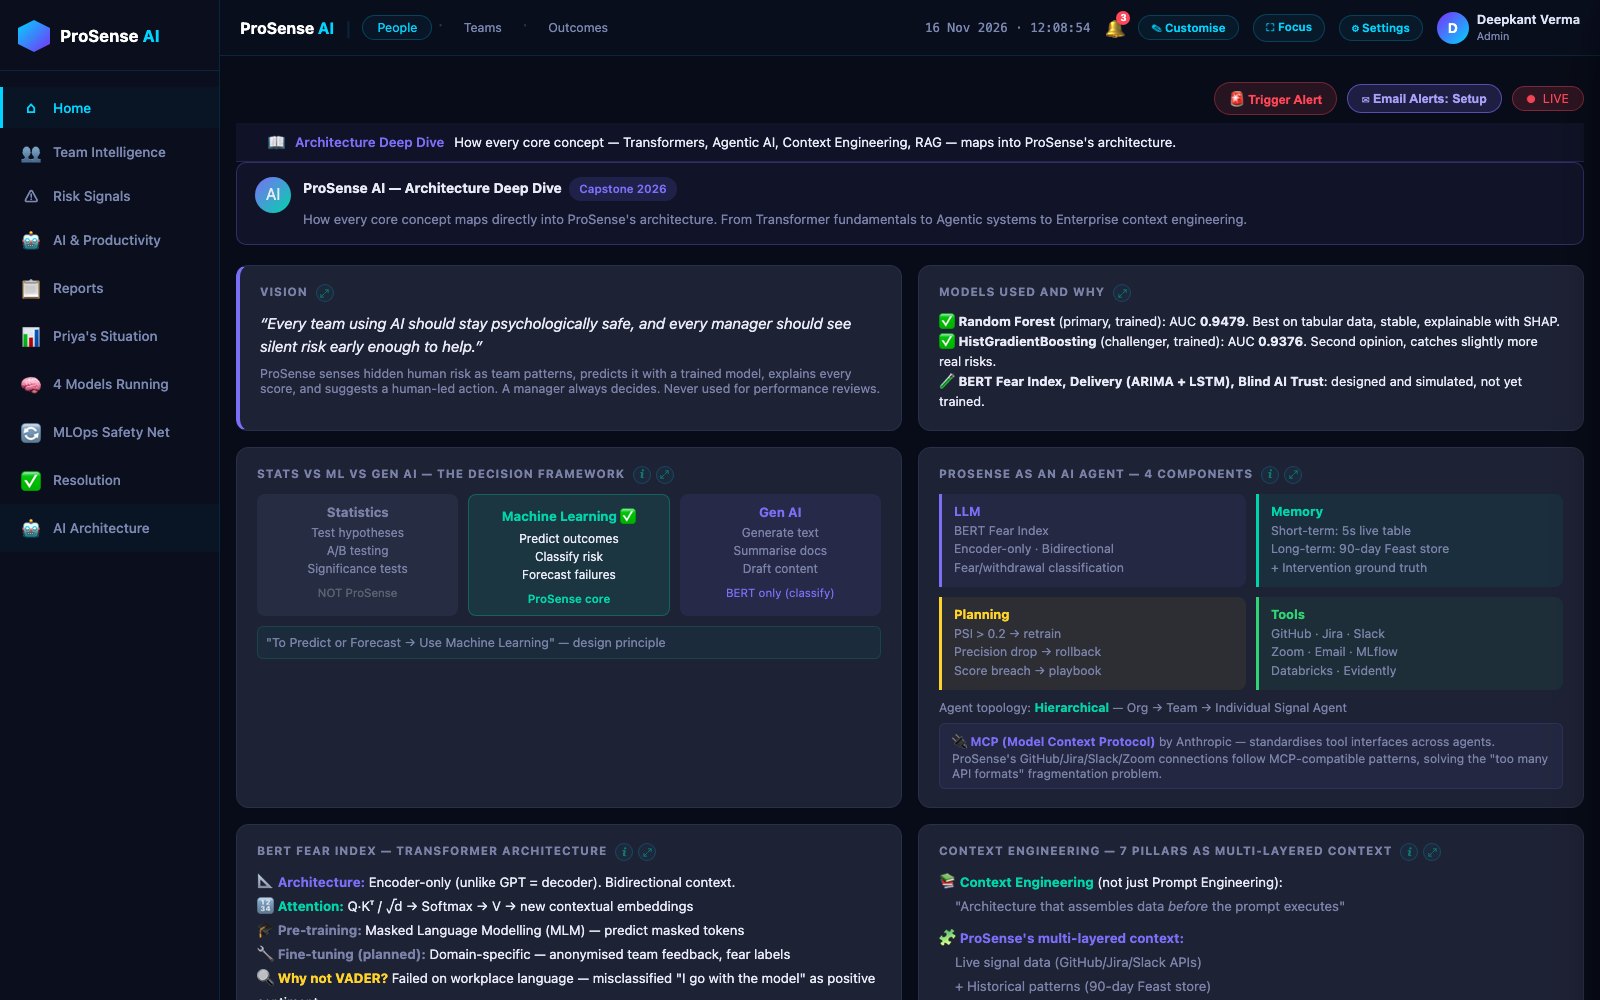 ProSense AI
Home
Team Intelligence
Risk Signals
AI & Productivity
Reports
Priya's Situation
4 Models Running
MLOps Safety Net
Resolution
AI Architecture
ProSense AI
People · Teams · Outcomes
16 Nov 2026 · 12:08:54
3
Customise
Focus
Settings
D
Deepkant Verma
Admin
Trigger Alert
Email Alerts: Setup
LIVE
Architecture Deep Dive How every core concept — Transformers, Agentic AI, Context Engineering, RAG — maps into ProSense's architecture.
AI
ProSense AI — Architecture Deep Dive Capstone 2026
How every core concept maps directly into ProSense's architecture. From Transformer fundamentals to Agentic systems to Enterprise context engineering.
VISION
“Every team using AI should stay psychologically safe, and every manager should see
silent risk early enough to help.”
ProSense senses hidden human risk as team patterns, predicts it with a trained model, explains every
score, and suggests a human-led action. A manager always decides. Never used for performance reviews.
MODELS USED AND WHY
✅ Random Forest (primary, trained): AUC 0.9479. Best on tabular data, stable, explainable with SHAP.
✅ HistGradientBoosting (challenger, trained): AUC 0.9376. Second opinion, catches slightly more
real risks.
🧪 BERT Fear Index, Delivery (ARIMA + LSTM), Blind AI Trust: designed and simulated, not yet
trained.
STATS VS ML VS GEN AI — THE DECISION FRAMEWORK i
Statistics
Test hypotheses
A/B testing
Significance tests
NOT ProSense
Machine Learning ✅
Predict outcomes
Classify risk
Forecast failures
ProSense core
Gen AI
Generate text
Summarise docs
Draft content
BERT only (classify)
"To Predict or Forecast → Use Machine Learning" — design principle
PROSENSE AS AN AI AGENT — 4 COMPONENTS i
LLM
BERT Fear Index
Encoder-only · Bidirectional
Fear/withdrawal classification
Memory
Short-term: 5s live table
Long-term: 90-day Feast store
+ Intervention ground truth
Planning
PSI > 0.2 → retrain
Precision drop → rollback
Score breach → playbook
Tools
GitHub · Jira · Slack
Zoom · Email · MLflow
Databricks · Evidently
Agent topology: Hierarchical — Org → Team → Individual Signal Agent
🔌 MCP (Model Context Protocol) by Anthropic — standardises tool interfaces across agents.
ProSense's GitHub/Jira/Slack/Zoom connections follow MCP-compatible patterns, solving the "too many
API formats" fragmentation problem.
BERT FEAR INDEX — TRANSFORMER ARCHITECTURE i
📐 Architecture: Encoder-only (unlike GPT = decoder). Bidirectional context.
🔢 Attention: Q·Kᵀ / √d → Softmax → V → new contextual embeddings
🎓 Pre-training: Masked Language Modelling (MLM) — predict masked tokens
🔧 Fine-tuning (planned): Domain-specific — anonymised team feedback, fear labels
🔍 Why not VADER? Failed on workplace language — misclassified "I go with the model" as positive
CONTEXT ENGINEERING — 7 PILLARS AS MULTI-LAYERED CONTEXT i
📚 Context Engineering (not just Prompt Engineering):
"Architecture that assembles data before the prompt executes"
🧩 ProSense's multi-layered context:
Live signal data (GitHub/Jira/Slack APIs)
+ Historical patterns (90-day Feast store)